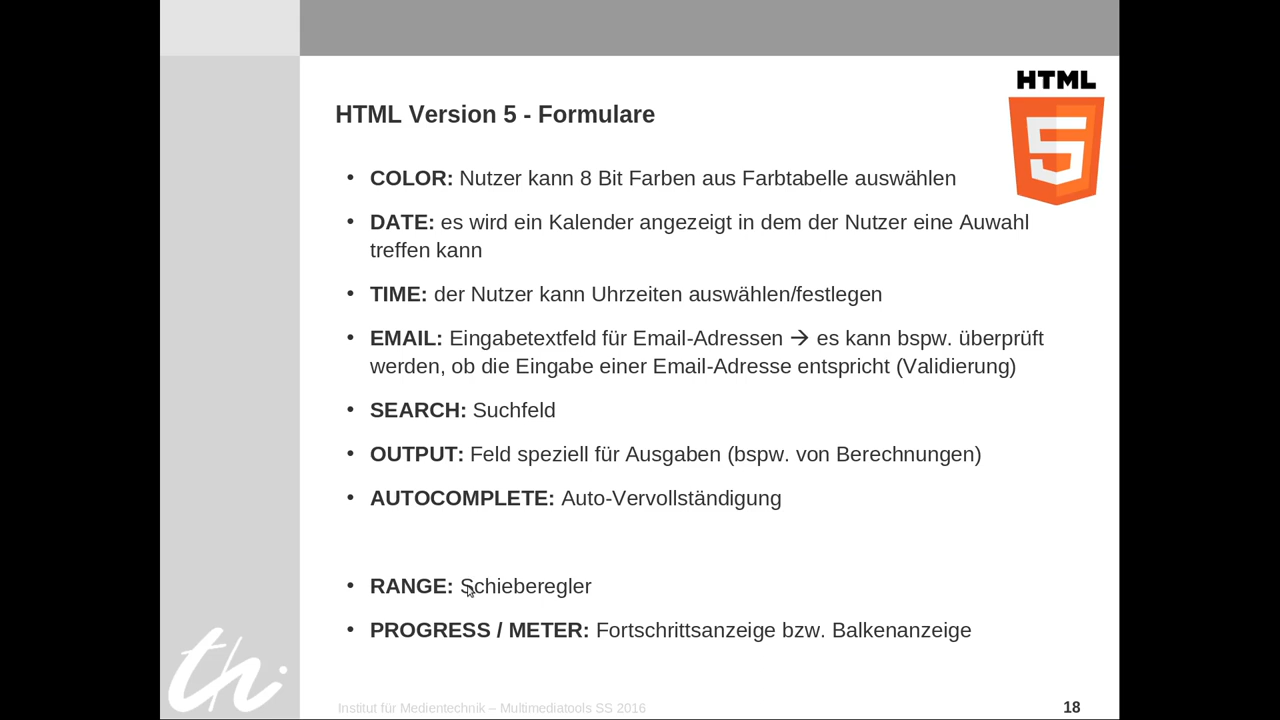 HTML
5
HTML Version 5 - Formulare
• COLOR: Nutzer kann 8 Bit Farben aus Farbtabelle auswählen
• DATE: es wird ein Kalender angezeigt in dem der Nutzer eine Auwahl
treffen kann
• TIME: der Nutzer kann Uhrzeiten auswählen/festlegen
• EMAIL: Eingabetextfeld für Email-Adressen → es kann bspw. überprüft
werden, ob die Eingabe einer Email-Adresse entspricht (Validierung)
• SEARCH: Suchfeld
• OUTPUT: Feld speziell für Ausgaben (bspw. von Berechnungen)
• AUTOCOMPLETE: Auto-Vervollständigung
• RANGE: Schieberegler
• PROGRESS / METER: Fortschrittsanzeige bzw. Balkenanzeige
th
Institut für Medientechnik – Multimediatools SS 2016
18